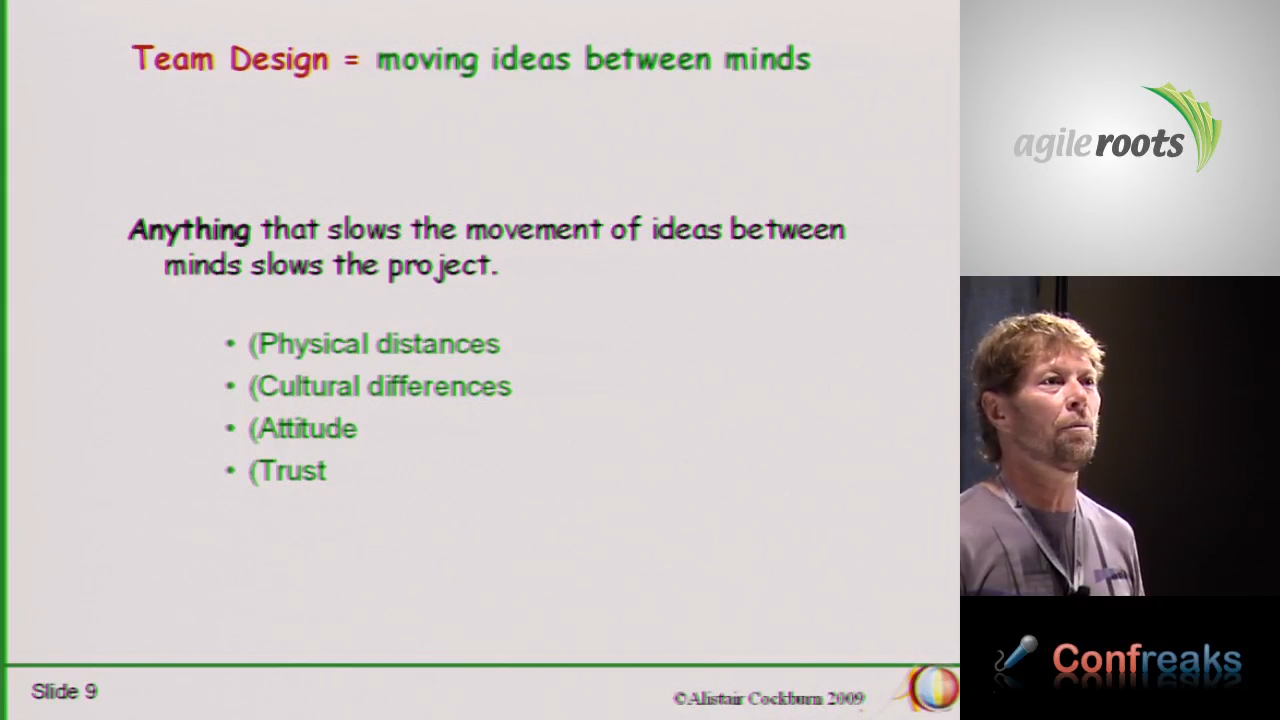 Team Design = moving ideas between minds
Anything that slows the movement of ideas between
minds slows the project.
• (Physical distances
• (Cultural differences
• (Attitude
• (Trust
Slide 9
©Alistair Cockburn 2009
agile roots
Confreaks